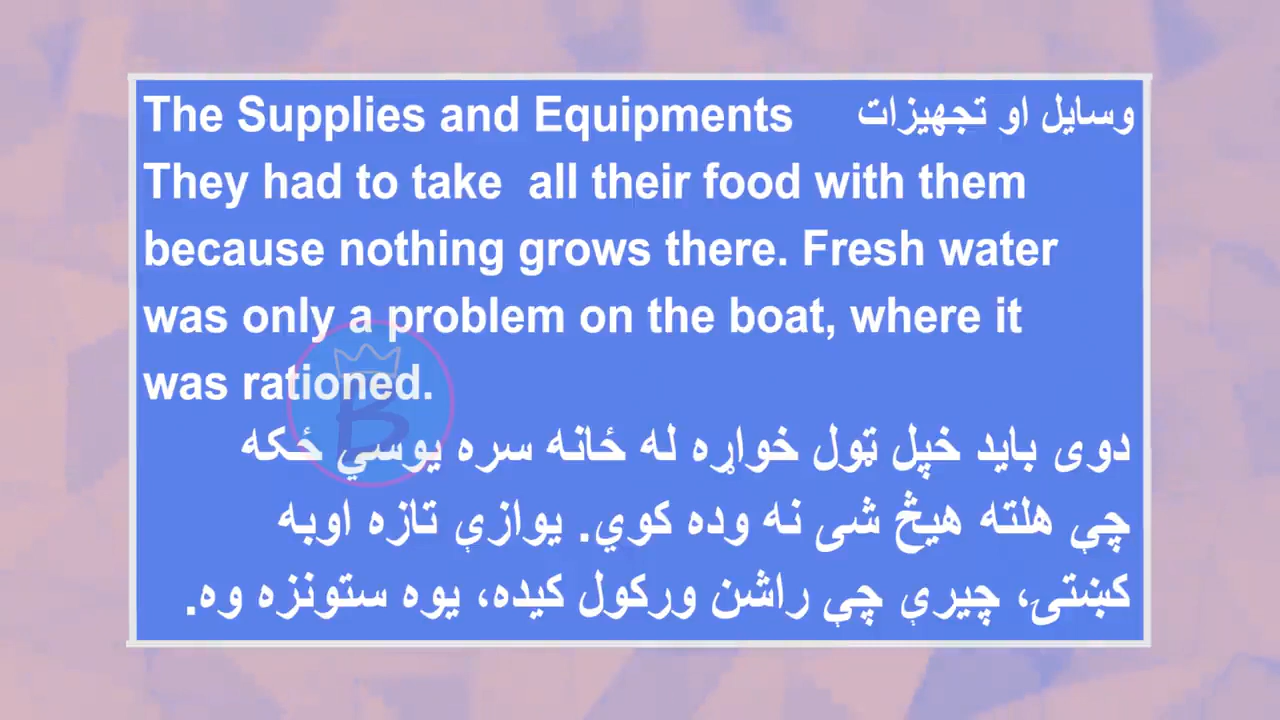 The Supplies and Equipments وسایل او تجهیزات
They had to take  all their food with them
because nothing grows there. Fresh water
was only a problem on the boat, where it
was rationed.
دوی باید خپل ټول خواړه له ځانه سره یوسي ځکه
چې هلته هیڅ شی نه وده کوي. یوازې تازه اوبه
کښتۍ، چیرې چې راشن ورکول کیده، یوه ستونزه وه.
B